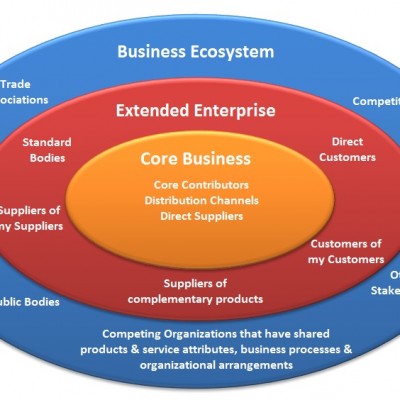 Business Ecosystem
Trade
ociations
Competit
Extended Enterprise
Standard
Bodies
Direct
Customers
Core Business
Core Contributors
Distribution Channels
Direct Suppliers
Suppliers of
my Suppliers
Customers of
my Customers
Suppliers of
complementary products
Ot
Stake
ublic Bodies
Competing Organizations that have shared
products & service attributes, business processes &
organizational arrangements